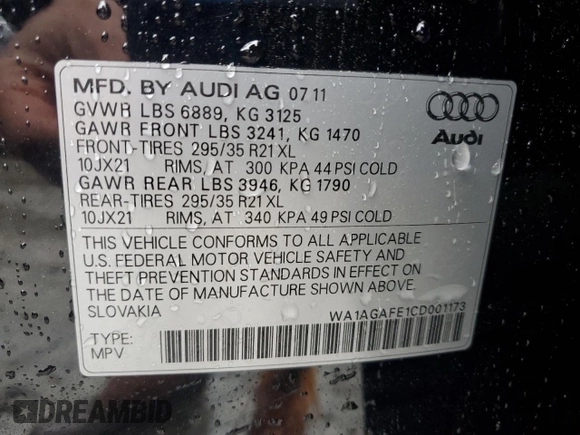 MFD. BY AUDI AG 07 11
GVWR LBS 6889, KG 3125
GAWR FRONT LBS 3241, KG 1470
FRONT-TIRES 295/35 R21 XL
10JX21 RIMS, AT 300 KPA 44 PSI COLD
GAWR REAR LBS 3946, KG 1790
REAR-TIRES 295/35 R21 XL
10JX21 RIMS, AT 340 KPA 49 PSI COLD
Audi
THIS VEHICLE CONFORMS TO ALL APPLICABLE
U.S. FEDERAL MOTOR VEHICLE SAFETY AND
THEFT PREVENTION STANDARDS IN EFFECT ON
THE DATE OF MANUFACTURE SHOWN ABOVE.
SLOVAKIA
WA1AGAFE1CD001173
TYPE:
MPV
DREAMBID